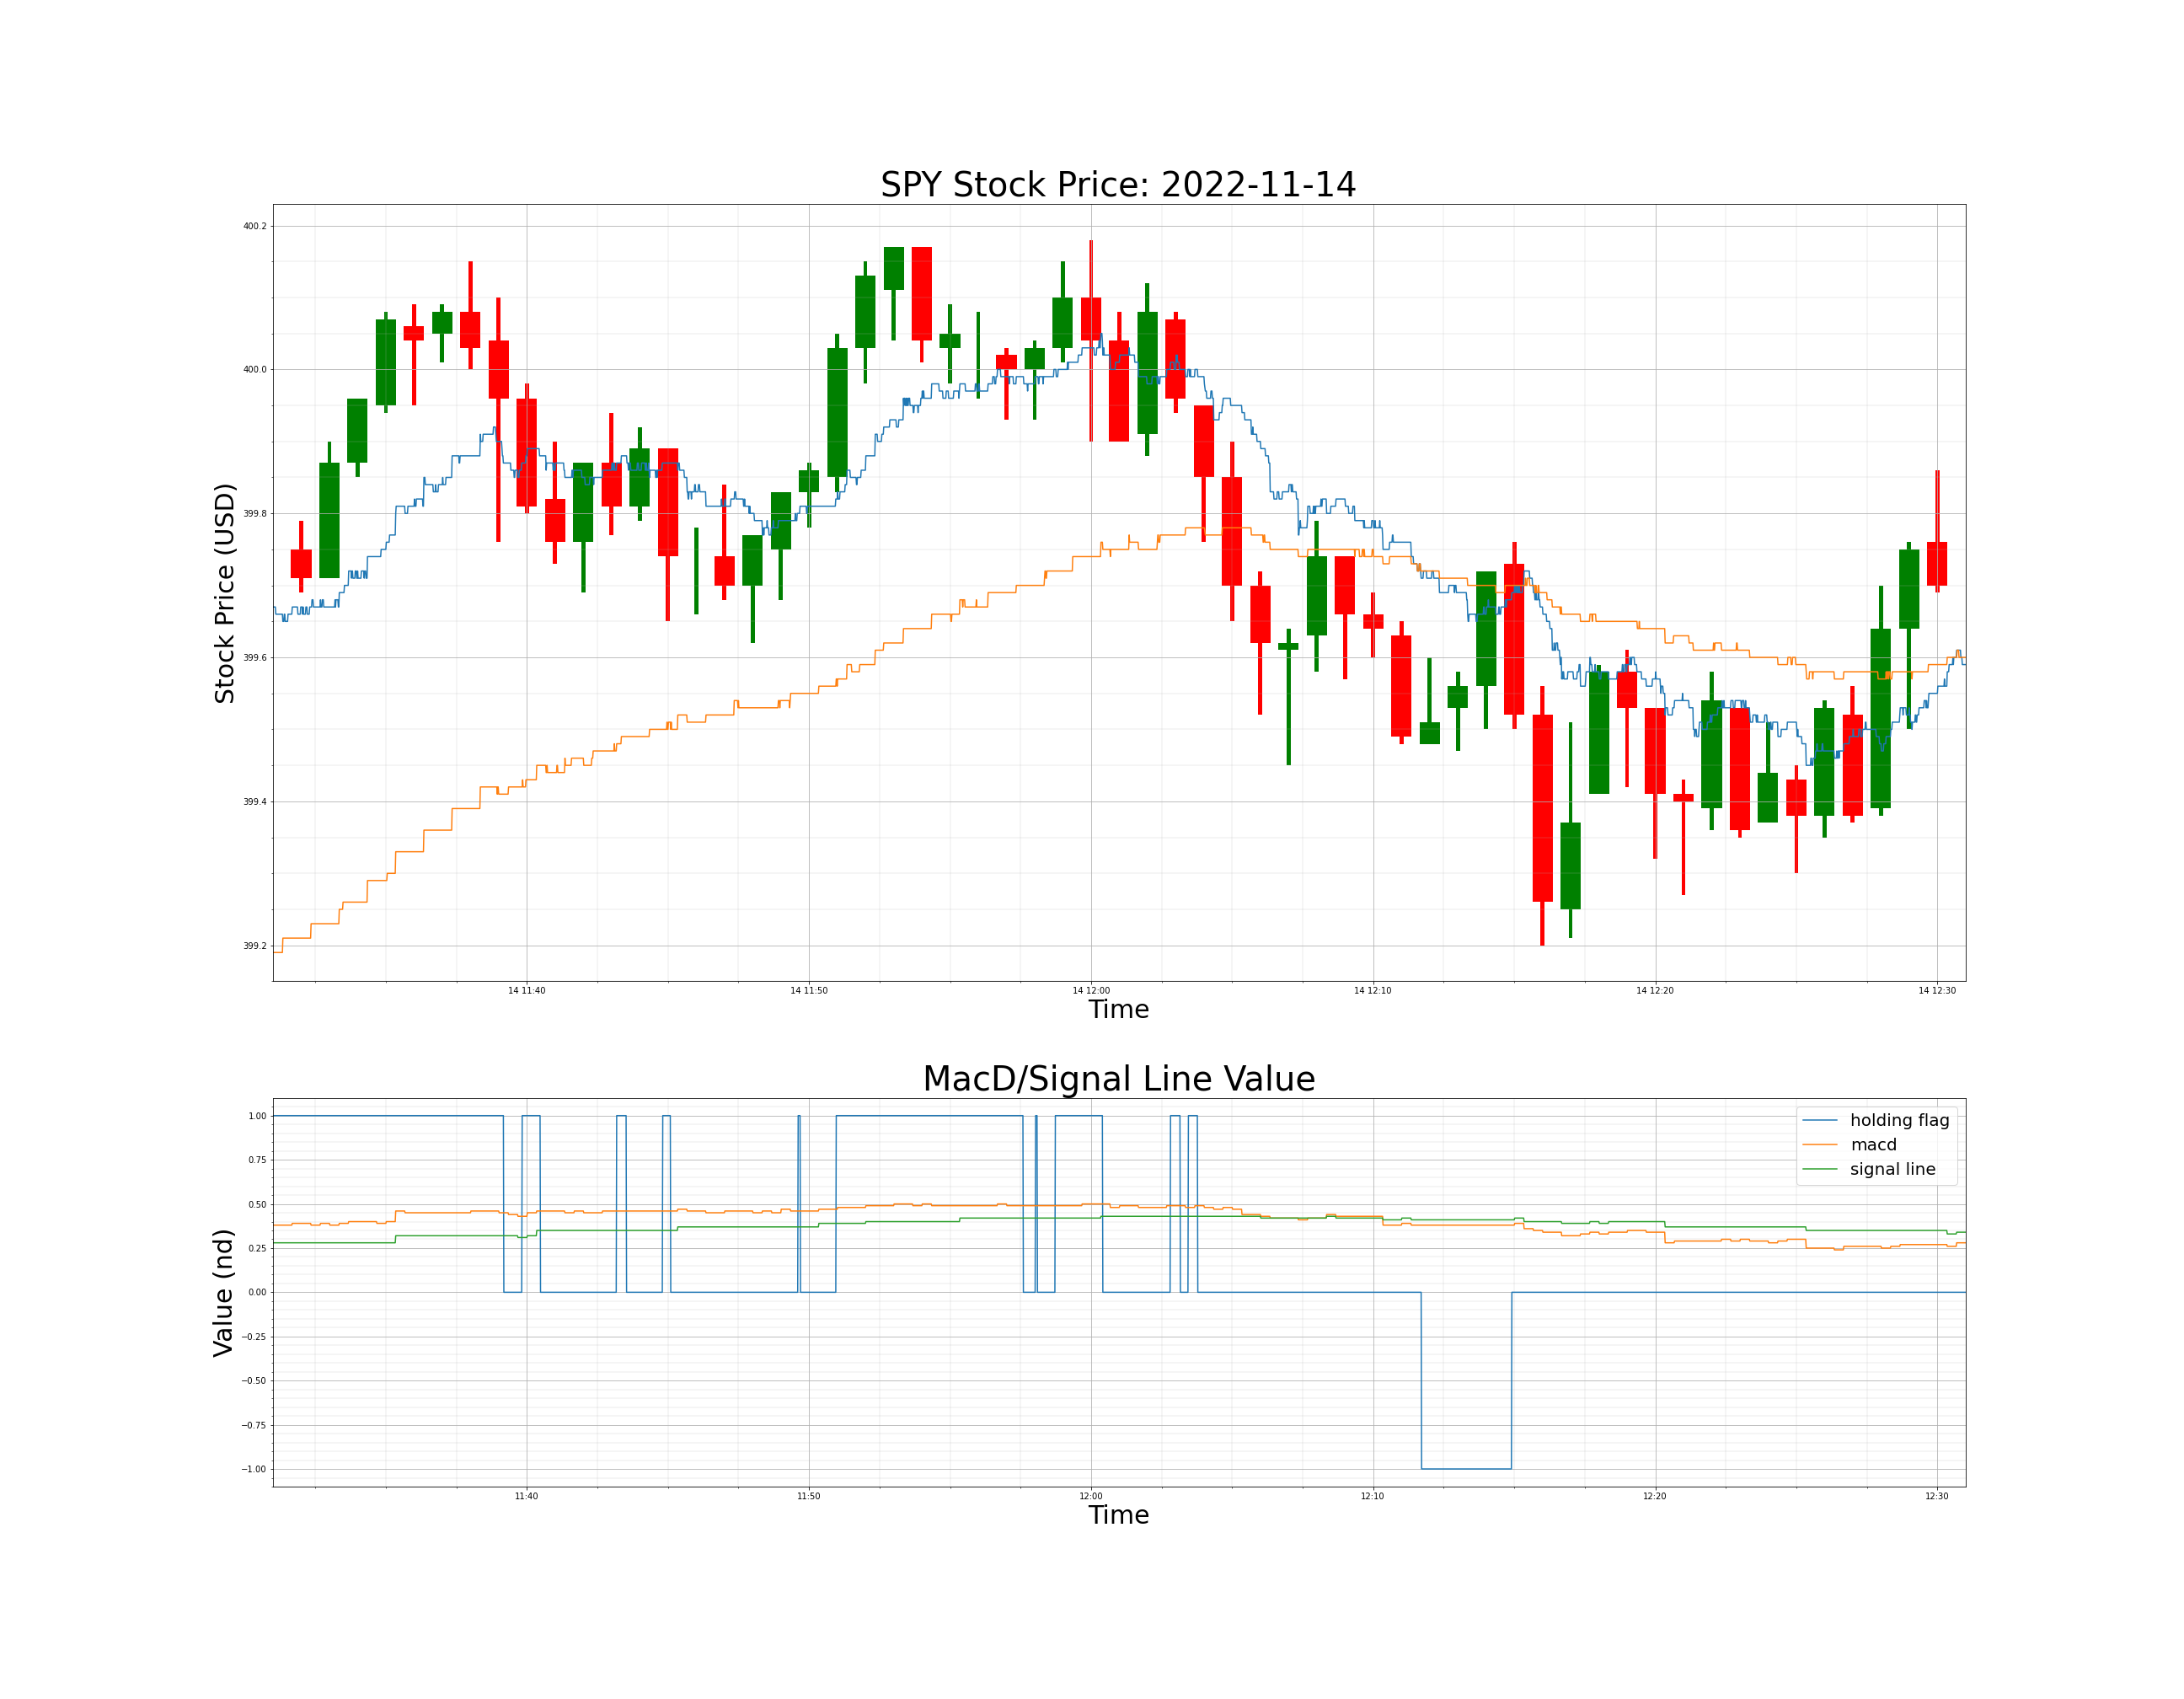 SPY Stock Price: 2022-11-14
Stock Price (USD)
400.2
400.0
399.8
399.6
399.4
399.2
14 11:40 14 11:50 14 12:00 14 12:10 14 12:20 14 12:30
Time
MacD/Signal Line Value
Value (nd)
1.00
0.75
0.50
0.25
0.00
−0.25
−0.50
−0.75
−1.00
holding flag
macd
signal line
11:40 11:50 12:00 12:10 12:20 12:30
Time